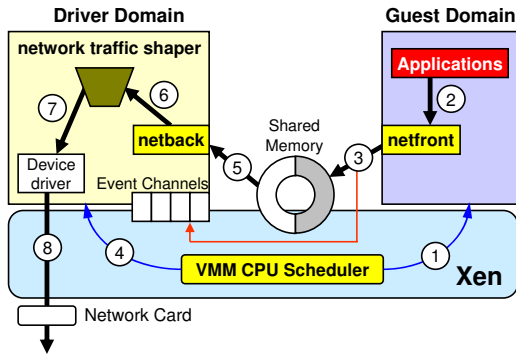 Driver Domain
Guest Domain
network traffic shaper
Applications
7
6
2
netback
Shared
Memory
3
netfront
5
Device
driver
Event Channels
8
4
VMM CPU Scheduler
1
Xen
Network Card